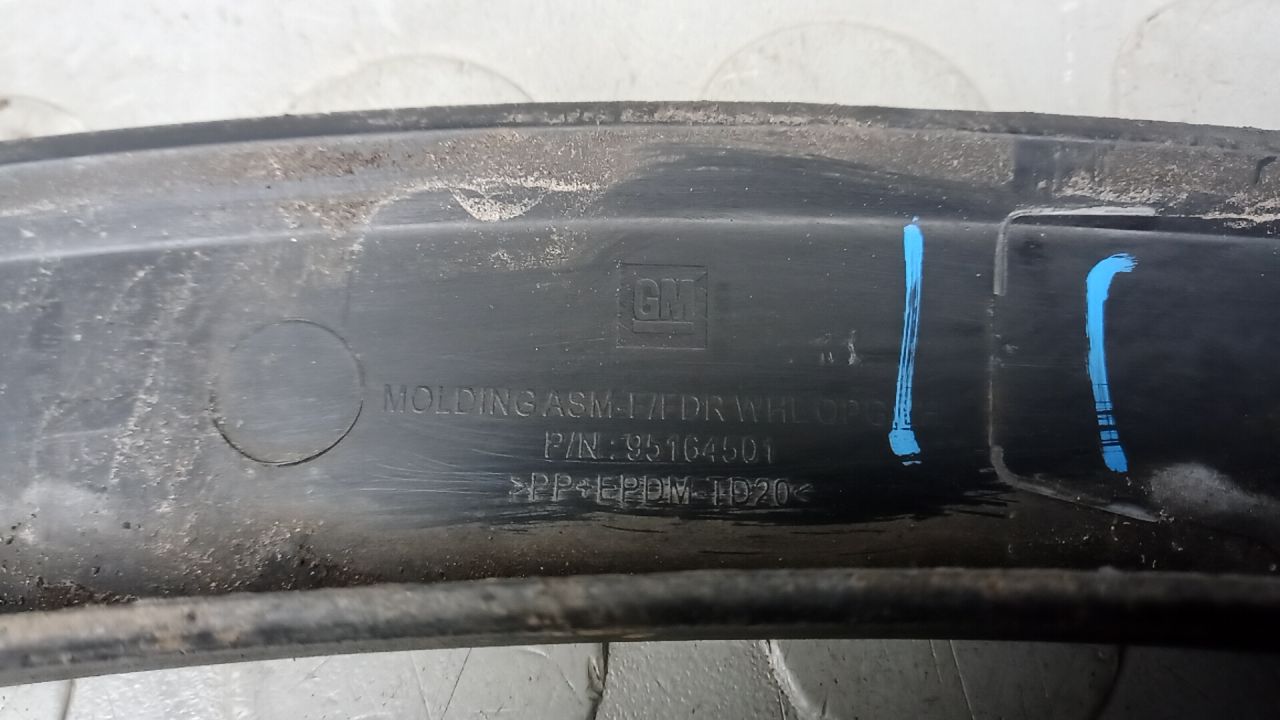 GM
MOLDING ASM-F/FDR WHL OPG
P/N : 95164501
>PP+EPDM-TD20<